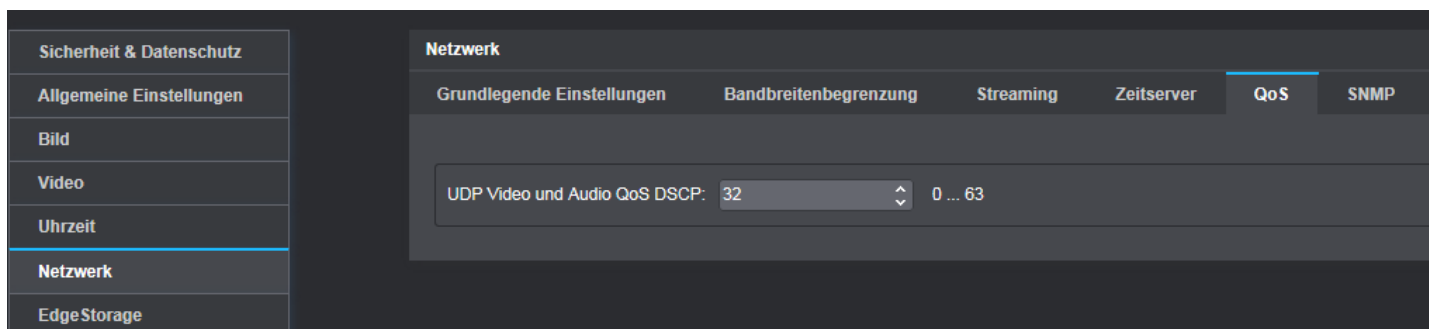 Sicherheit & Datenschutz
Allgemeine Einstellungen
Bild
Video
Uhrzeit
Netzwerk
EdgeStorage
Netzwerk
Grundlegende Einstellungen Bandbreitenbegrenzung Streaming Zeitserver QoS SNMP
UDP Video und Audio QoS DSCP: 32 0 ... 63